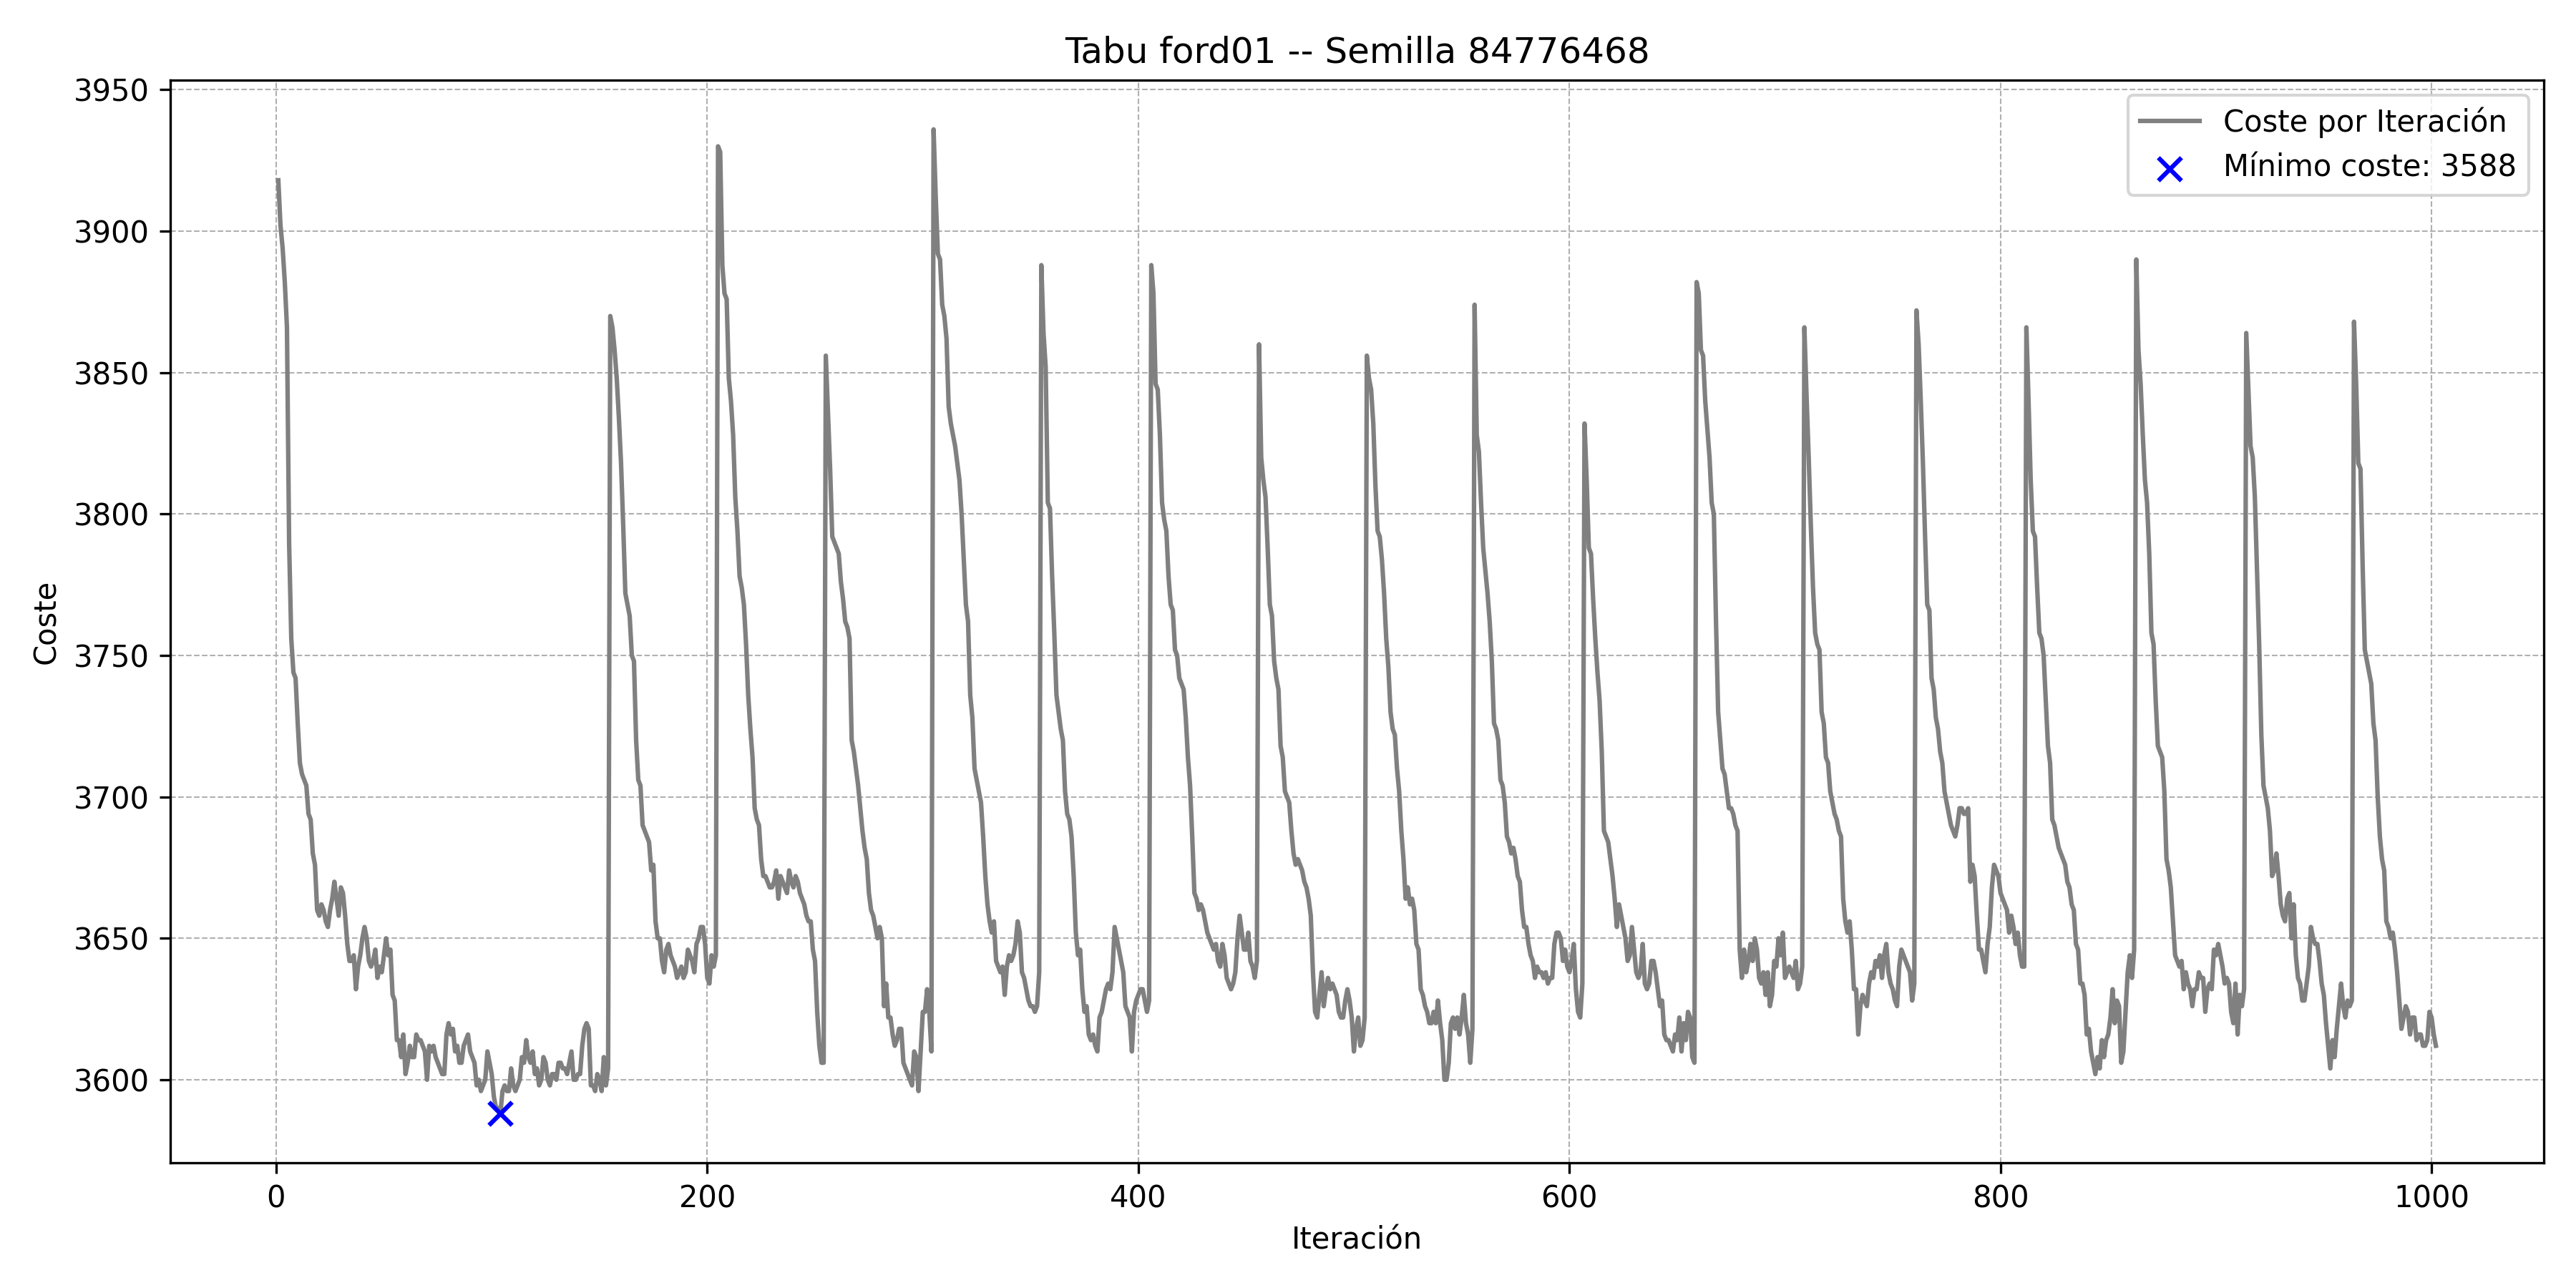 Tabu ford01 -- Semilla 84776468
Coste por Iteración
Mínimo coste: 3588
Coste
3950
3900
3850
3800
3750
3700
3650
3600
0 200 400 600 800 1000
Iteración